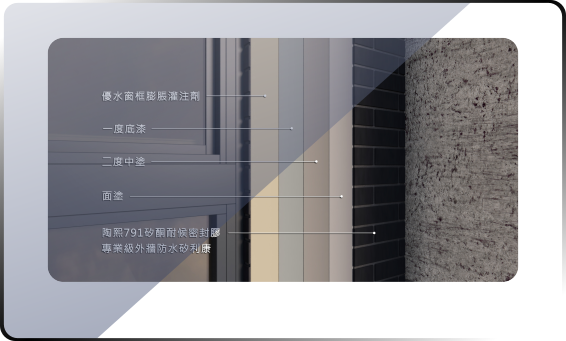 優水窗框膨脹灌注劑
一度底漆
二度中塗
面塗
陶熙791矽酮耐候密封膠
專業級外牆防水矽利康